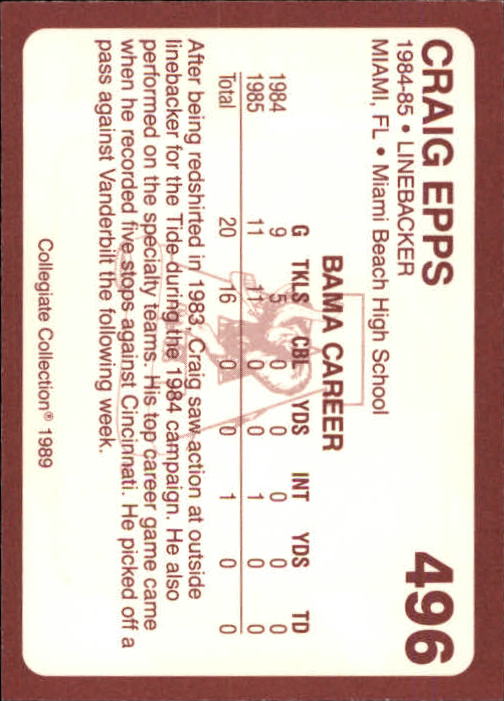 CRAIG EPPS 496
1984-85 • LINEBACKER
MIAMI, FL • Miami Beach High School
BAMA CAREER
G TKLS CBL YDS INT YDS TD
1984 9 5 0 0 0 0 0
1985 11 11 0 0 1 0 0
Total 20 16 0 0 1 0 0
After being redshirted in 1983, Craig saw action at outside
linebacker for the Tide during the 1984 campaign. He also
performed on the specialty teams. His top career game came
when he recorded five stops against Cincinnati. He picked off a
pass against Vanderbilt the following week.
Collegiate Collection® 1989